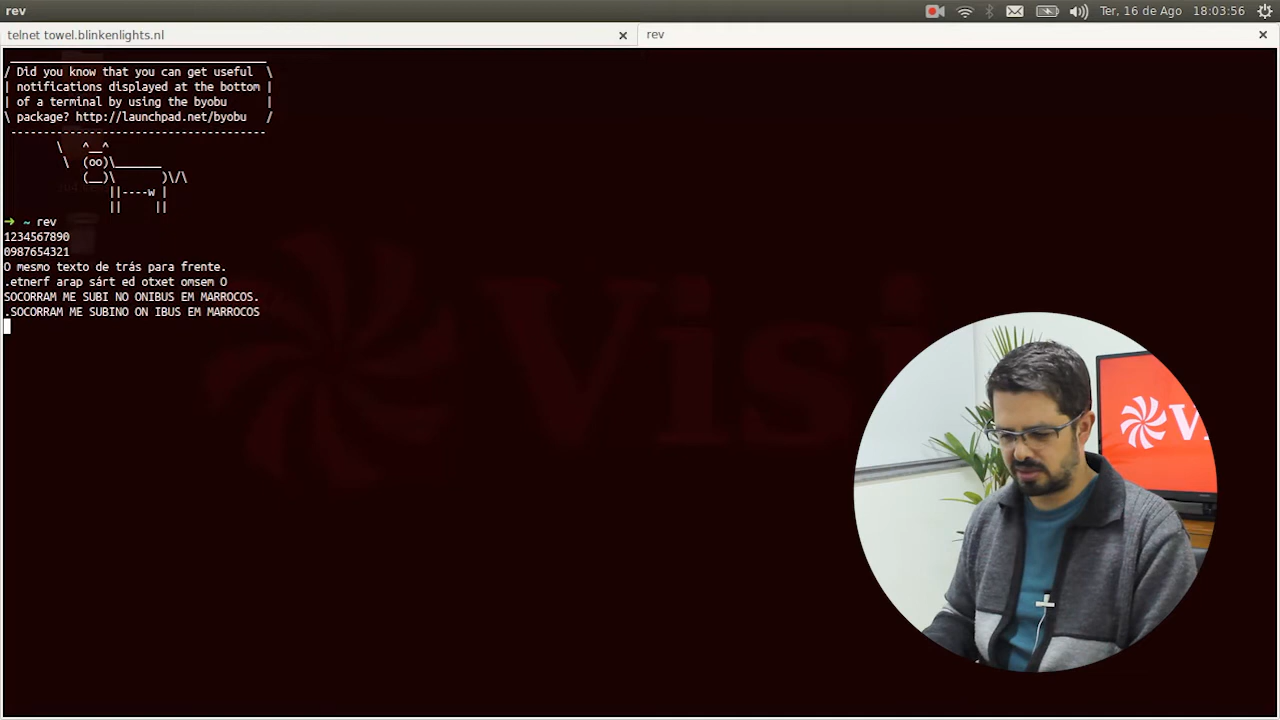 rev
Ter, 16 de Ago 18:03:56
telnet towel.blinkenlights.nl
rev
/ Did you know that you can get useful \
| notifications displayed at the bottom |
| of a terminal by using the byobu |
\ package? http://launchpad.net/byobu /
---------------------------------------
\ ^__^
\ (oo)\_______
(__)\ )\/\
||----w |
|| ||
➜ ~ rev
1234567890
0987654321
O mesmo texto de trás para frente.
.etnerf arap sárt ed otxet omsem O
SOCORRAM ME SUBI NO ONIBUS EM MARROCOS.
.SOCORRAM ME SUBINO ON IBUS EM MARROCOS
Visi
V